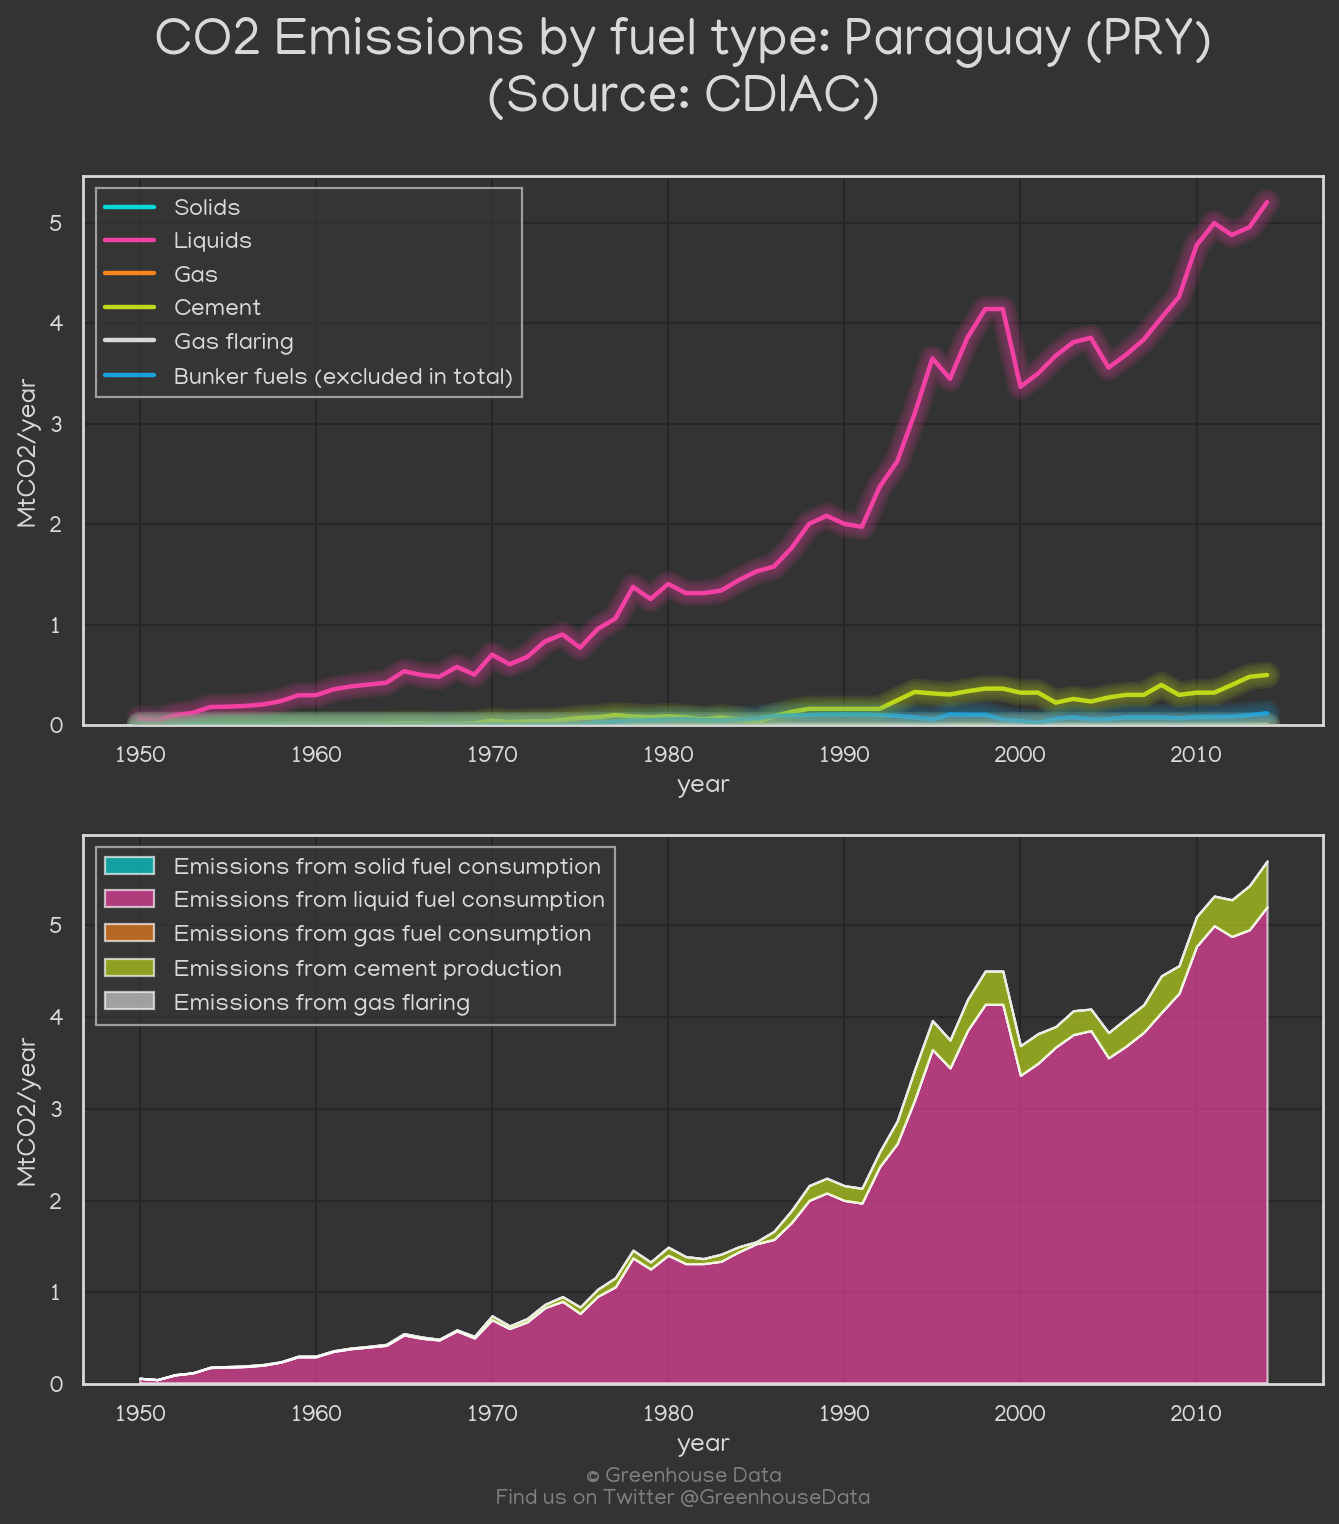 CO2 Emissions by fuel type: Paraguay (PRY)
(Source: CDIAC)
Solids
Liquids
Gas
Cement
Gas flaring
Bunker fuels (excluded in total)
MtCO2/year
5
4
3
2
1
0
1950 1960 1970 1980 1990 2000 2010
year
Emissions from solid fuel consumption
Emissions from liquid fuel consumption
Emissions from gas fuel consumption
Emissions from cement production
Emissions from gas flaring
MtCO2/year
5
4
3
2
1
0
1950 1960 1970 1980 1990 2000 2010
year
© Greenhouse Data
Find us on Twitter @GreenhouseData